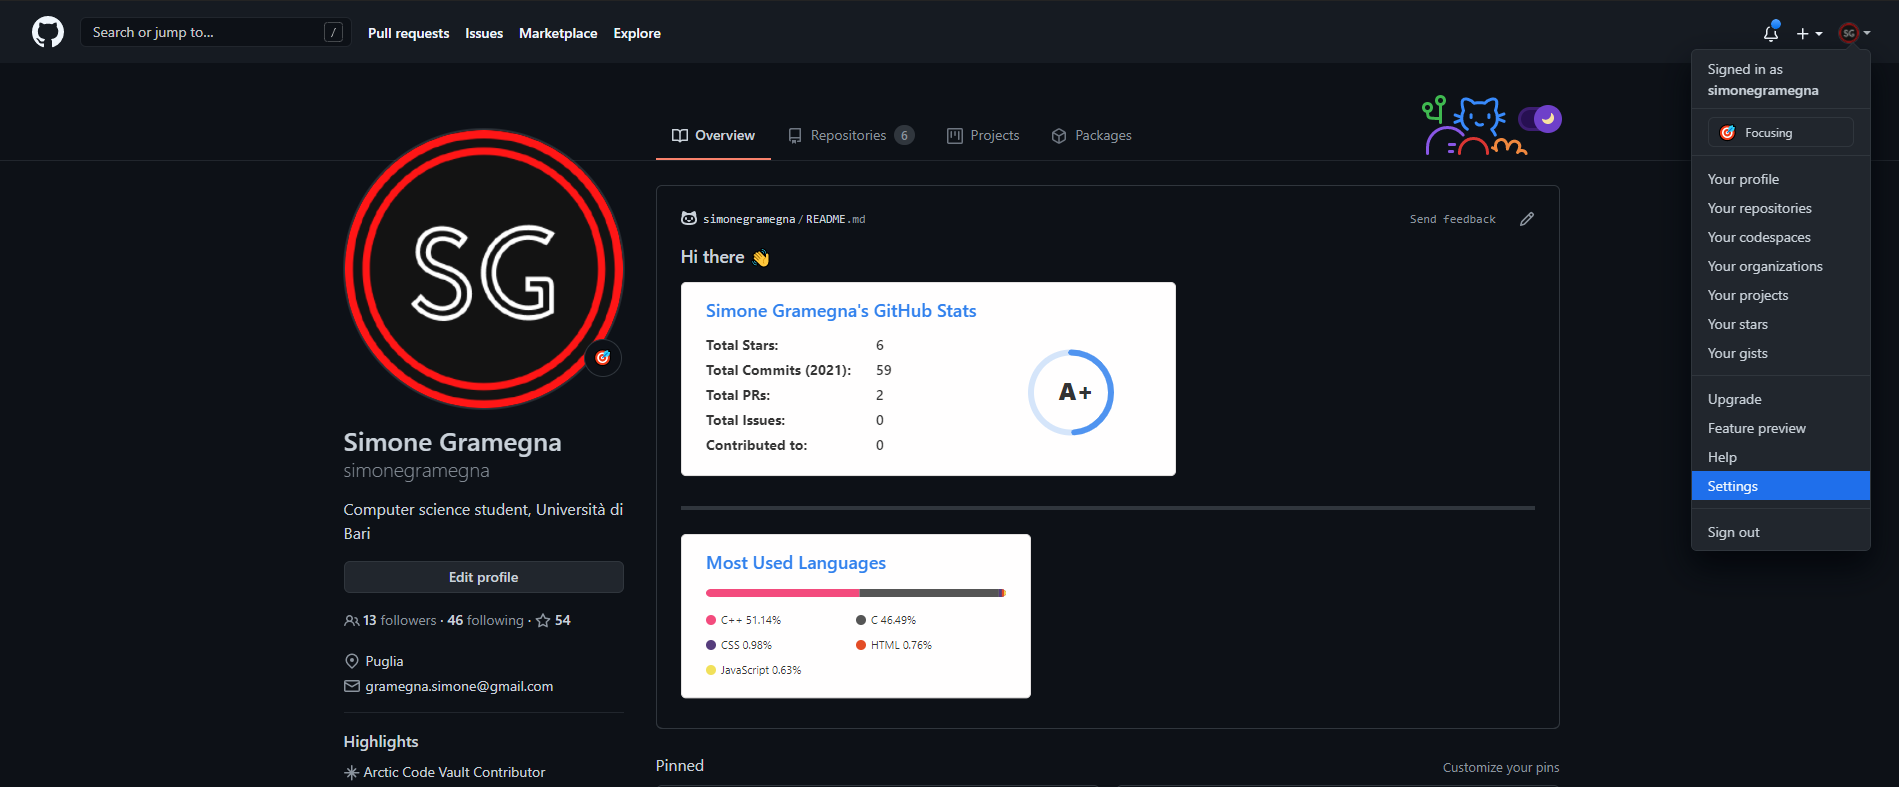 Search or jump to... /
Pull requests
Issues
Marketplace
Explore
SG
Signed in as
simonegramegna
Focusing
Your profile
Your repositories
Your codespaces
Your organizations
Your projects
Your stars
Your gists
Upgrade
Feature preview
Help
Settings
Sign out
Overview
Repositories 6
Projects
Packages
SG
Simone Gramegna
simonegramegna
Computer science student, Università di
Bari
Edit profile
13 followers · 46 following · 54
Puglia
gramegna.simone@gmail.com
Highlights
Arctic Code Vault Contributor
simonegramegna/README.md
Send feedback
Hi there 👋
Simone Gramegna's GitHub Stats
Total Stars: 6
Total Commits (2021): 59
Total PRs: 2
Total Issues: 0
Contributed to: 0
A+
Most Used Languages
C++ 51.14%
C 46.49%
CSS 0.98%
HTML 0.76%
JavaScript 0.63%
Pinned
Customize your pins